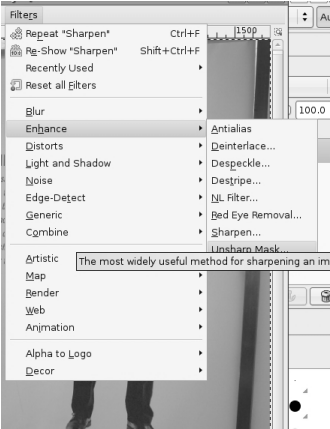 Filters
1500
Repeat "Sharpen" Ctrl+F
Re-Show "Sharpen" Shift+Ctrl+F
Recently Used
Reset all Filters
100.0
Blur
Enhance
Antialias
Distorts
Deinterlace...
Light and Shadow
Despeckle...
Noise
Destripe...
Edge-Detect
NL Filter...
Generic
Red Eye Removal...
Combine
Sharpen...
Unsharp Mask...
Artistic
The most widely useful method for sharpening an im
Map
Render
Web
Animation
Alpha to Logo
Decor